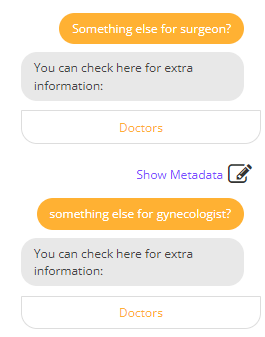 Something else for surgeon?
You can check here for extra
information:
Doctors
Show Metadata
something else for gynecologist?
You can check here for extra
information:
Doctors